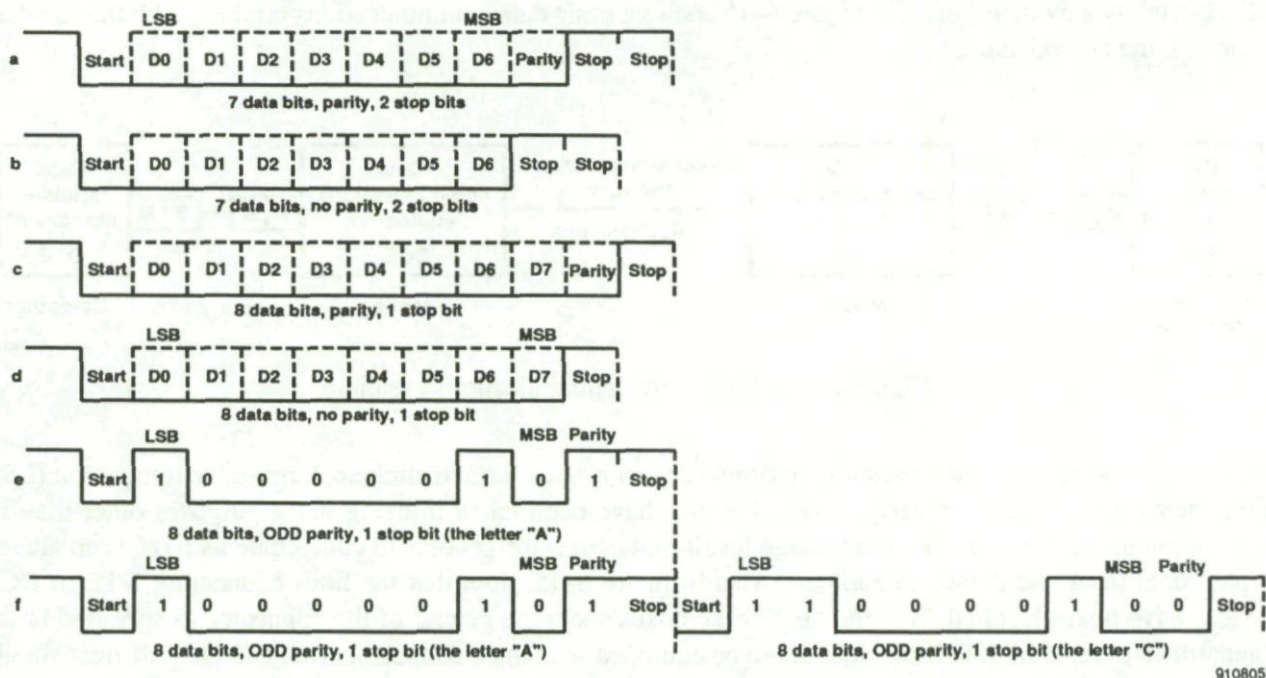 LSB MSB
a Start D0 D1 D2 D3 D4 D5 D6 Parity Stop Stop
7 data bits, parity, 2 stop bits
b Start D0 D1 D2 D3 D4 D5 D6 Stop Stop
7 data bits, no parity, 2 stop bits
c Start D0 D1 D2 D3 D4 D5 D6 D7 Parity Stop
8 data bits, parity, 1 stop bit
LSB MSB
d Start D0 D1 D2 D3 D4 D5 D6 D7 Stop
8 data bits, no parity, 1 stop bit
LSB MSB Parity
e Start 1 0 0 0 0 0 1 0 1 Stop
8 data bits, ODD parity, 1 stop bit (the letter "A")
LSB MSB Parity LSB MSB Parity
f Start 1 0 0 0 0 0 1 0 1 Stop Start 1 0 0 0 0 1 0 0 Stop
8 data bits, ODD parity, 1 stop bit (the letter "A") 8 data bits, ODD parity, 1 stop bit (the letter "C")
910805